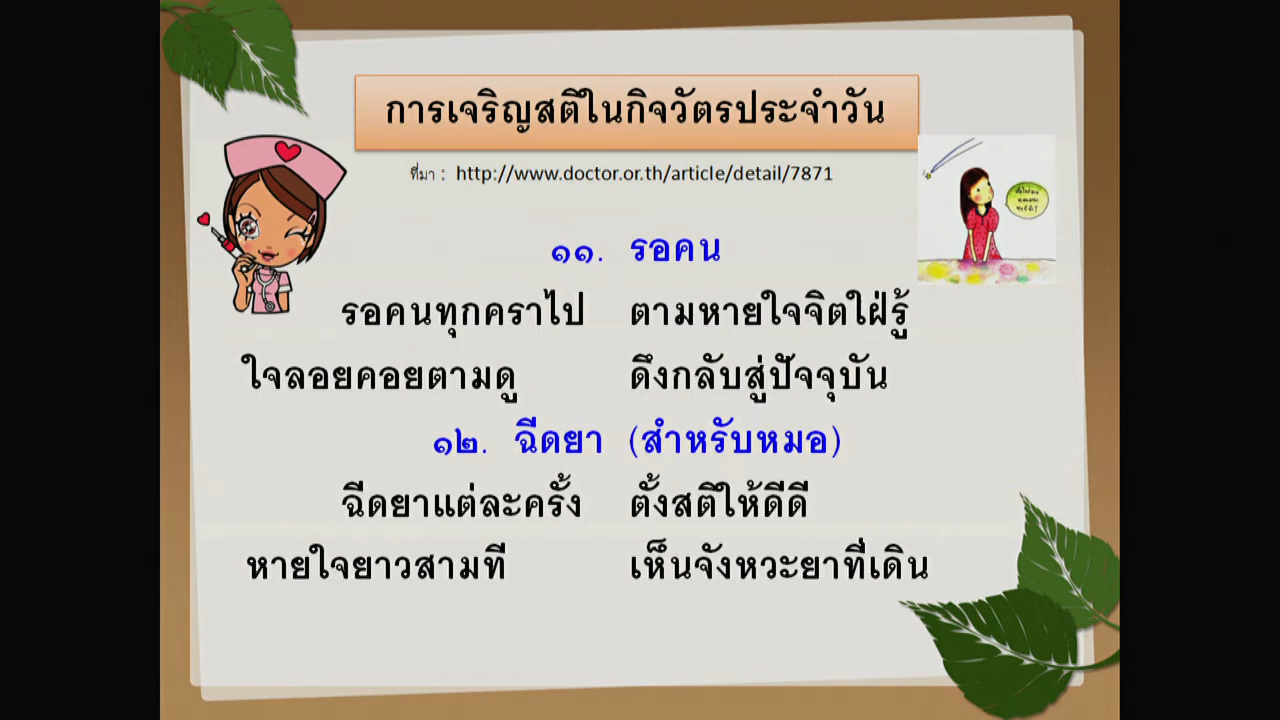 การเจริญสติในกิจวัตรประจำวัน
ที่มา : http://www.doctor.or.th/article/detail/7871
๑๑. รอคน
รอคนทุกคราไป ตามหายใจจิตใฝ่รู้
ใจลอยคอยตามดู ดึงกลับสู่ปัจจุบัน
๑๒. ฉีดยา (สำหรับหมอ)
ฉีดยาแต่ละครั้ง ตั้งสติให้ดีดี
หายใจยาวสามที เห็นจังหวะยาที่เดิน